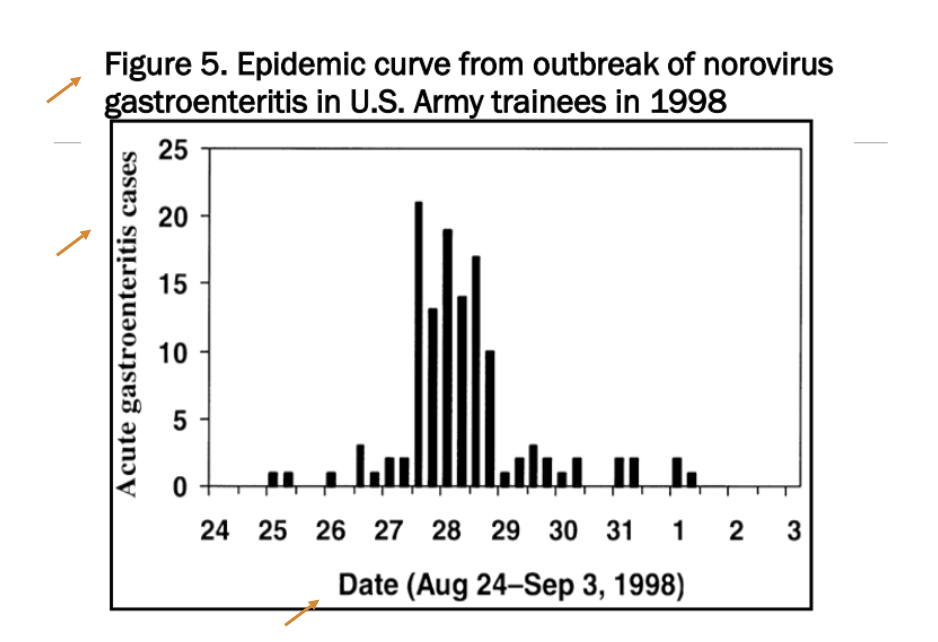 Figure 5. Epidemic curve from outbreak of norovirus
gastroenteritis in U.S. Army trainees in 1998
Acute gastroenteritis cases
25
20
15
10
5
0
24 25 26 27 28 29 30 31 1 2 3
Date (Aug 24–Sep 3, 1998)